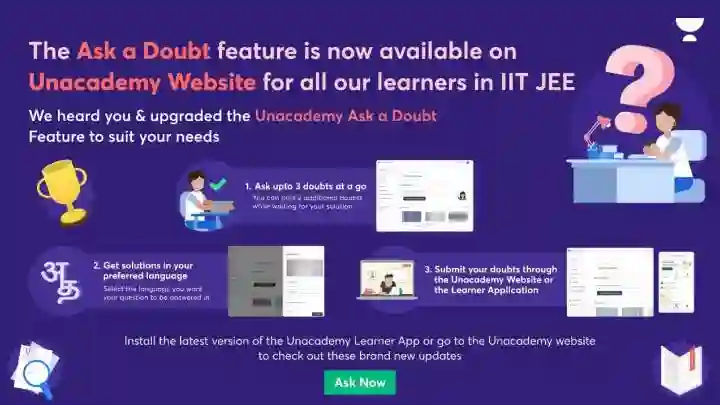 The Ask a Doubt feature is now available on
Unacademy Website for all our learners in IIT JEE
We heard you & upgraded the Unacademy Ask a Doubt
Feature to suit your needs
1. Ask upto 3 doubts at a go
You can post 2 additional doubts
while waiting for your solution
2. Get solutions in your
preferred language
Select the language you want
your question to be answered in
3. Submit your doubts through
the Unacademy Website or
the Learner Application
अ
த
Install the latest version of the Unacademy Learner App or go to the Unacademy website
to check out these brand new updates
Ask Now